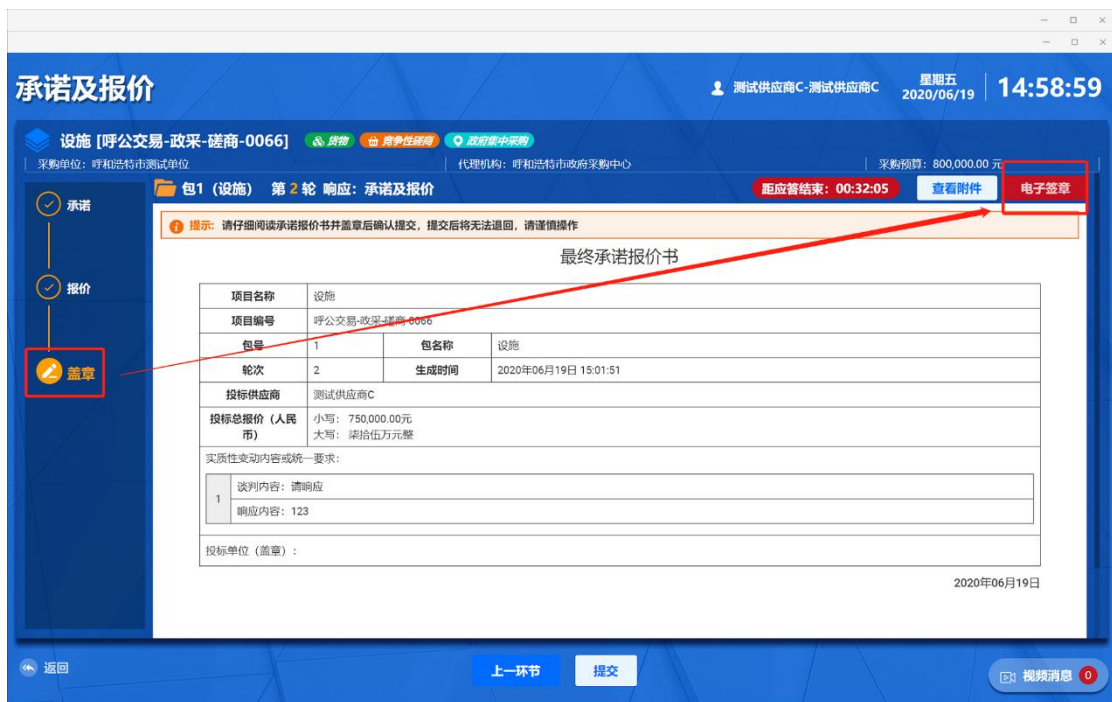 承诺及报价
测试供应商C-测试供应商C
星期五
2020/06/19
14:58:59
设施 [呼公交易-政采-磋商-0066]
货物
竞争性磋商
政府集中采购
采购单位：呼和浩特市测试单位
代理机构：呼和浩特市政府采购中心
采购预算：800,000.00 元
承诺
报价
盖章
包1（设施） 第 2 轮 响应：承诺及报价
距应答结束：00:32:05
查看附件
电子签章
提示：请仔细阅读承诺报价书并盖章后确认提交，提交后将无法退回，请谨慎操作
最终承诺报价书
项目名称 设施
项目编号 呼公交易-政采-磋商-0066
包号 1 包名称 设施
轮次 2 生成时间 2020年06月19日 15:01:51
投标供应商 测试供应商C
投标总报价（人民
币）
小写： 750,000.00元
大写： 柒拾伍万元整
实质性变动内容或统一要求：
1
谈判内容：请响应
响应内容：123
投标单位（盖章）：
2020年06月19日
返回
上一环节
提交
视频消息 0